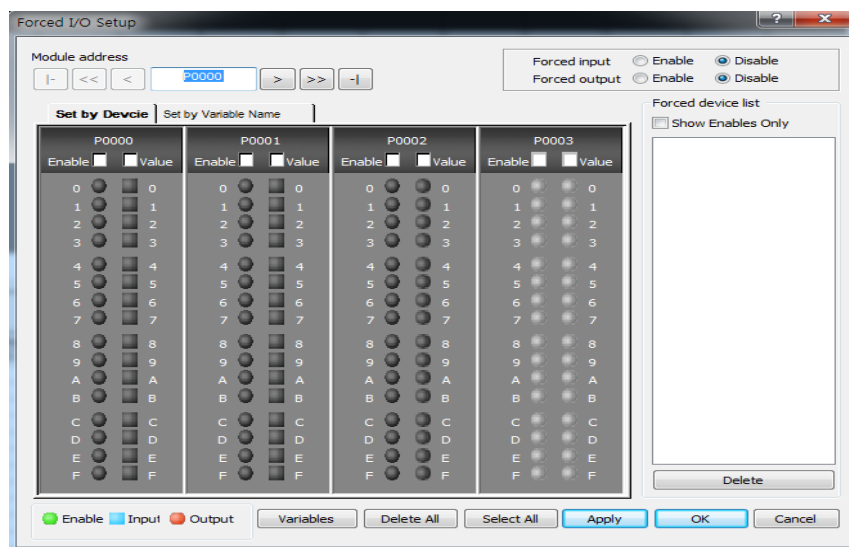 Forced I/O Setup
Module address
|- << < P0000 > >> -|
Forced input Enable Disable
Forced output Enable Disable
Set by Devcie Set by Variable Name
Forced device list
Show Enables Only
P0000 P0001 P0002 P0003
Enable Value Enable Value Enable Value Enable Value
0 0 0 0 0 0 0 0
1 1 1 1 1 1 1 1
2 2 2 2 2 2 2 2
3 3 3 3 3 3 3 3
4 4 4 4 4 4 4 4
5 5 5 5 5 5 5 5
6 6 6 6 6 6 6 6
7 7 7 7 7 7 7 7
8 8 8 8 8 8 8 8
9 9 9 9 9 9 9 9
A A A A A A A A
B B B B B B B B
C C C C C C C C
D D D D D D D D
E E E E E E E E
F F F F F F F F
Delete
Enable Input Output Variables Delete All Select All Apply OK Cancel